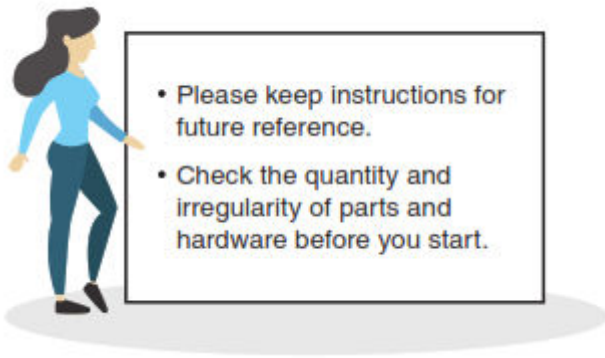 • Please keep instructions for
future reference.
• Check the quantity and
irregularity of parts and
hardware before you start.